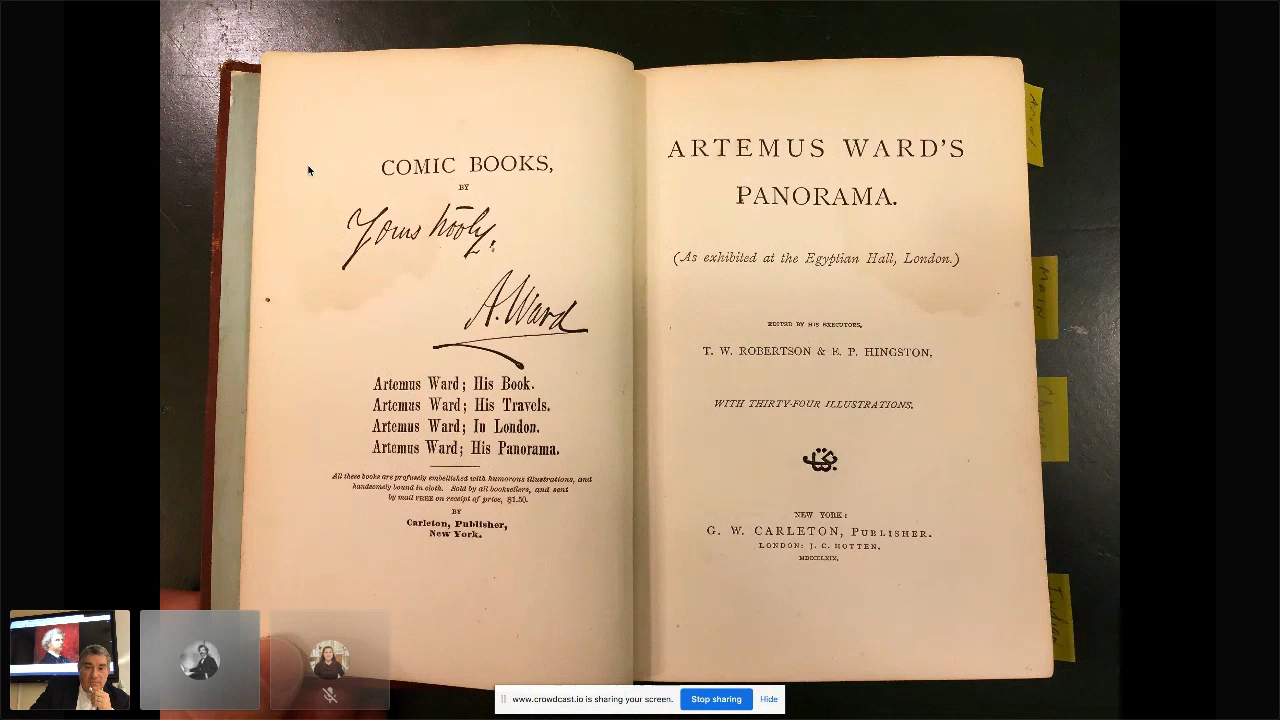 COMIC BOOKS,
BY
Yours trooly,
A. Ward
Artemus Ward; His Book.
Artemus Ward; His Travels.
Artemus Ward; In London.
Artemus Ward; His Panorama.
All these books are profusely embellished with humorous illustrations, and
handsomely bound in cloth. Sold by all booksellers, and sent
by mail FREE on receipt of price, $1.50.
BY
Carleton, Publisher,
New York.
ARTEMUS WARD'S
PANORAMA.
(As exhibited at the Egyptian Hall, London.)
EDITED BY HIS EXECUTORS,
T. W. ROBERTSON & E. P. HINGSTON.
WITH THIRTY-FOUR ILLUSTRATIONS.
NEW YORK:
G. W. CARLETON, PUBLISHER.
LONDON: J. C. HOTTEN.
MDCCCLXIX.
MAIN
www.crowdcast.io is sharing your screen.
Stop sharing
Hide